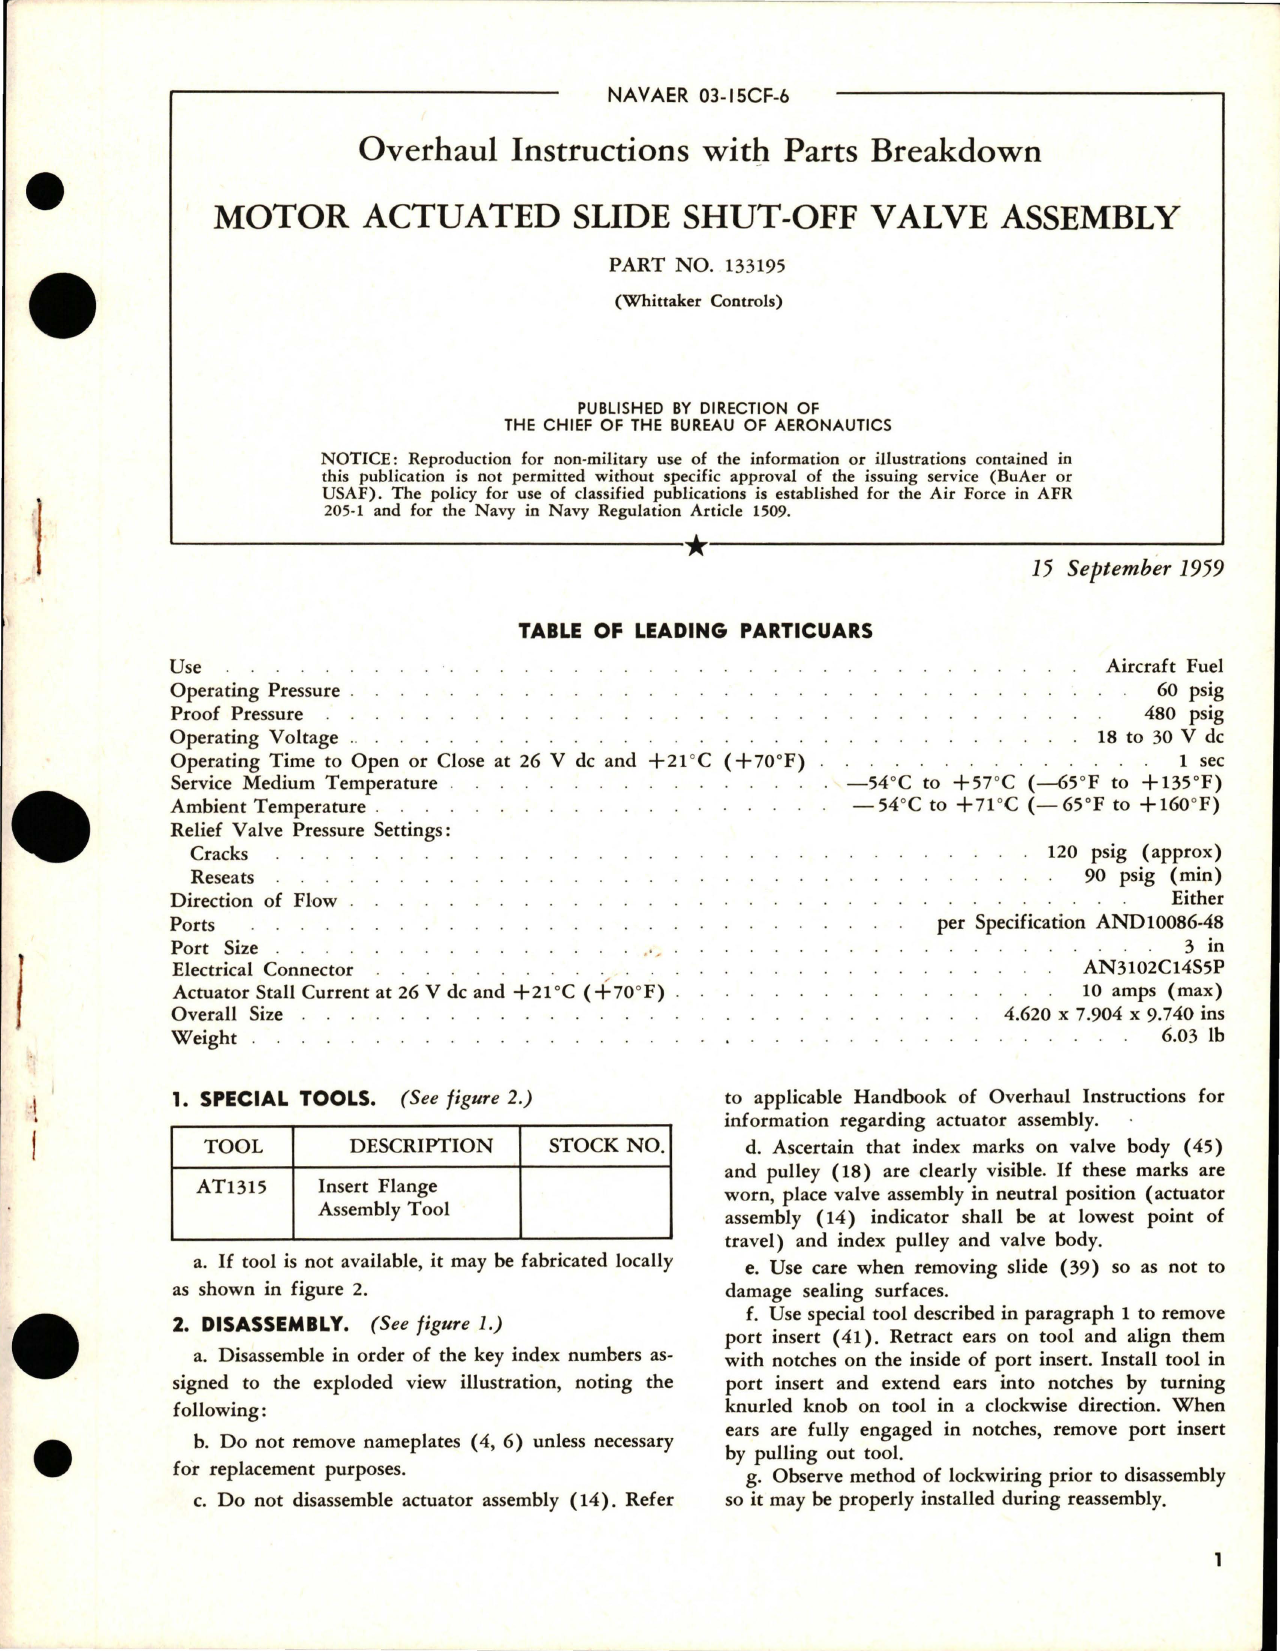 NAVAER 03-15CF-6
Overhaul Instructions with Parts Breakdown
MOTOR ACTUATED SLIDE SHUT-OFF VALVE ASSEMBLY
PART NO. 133195
(Whittaker Controls)
PUBLISHED BY DIRECTION OF
THE CHIEF OF THE BUREAU OF AERONAUTICS
NOTICE: Reproduction for non-military use of the information or illustrations contained in
this publication is not permitted without specific approval of the issuing service (BuAer or
USAF). The policy for use of classified publications is established for the Air Force in AFR
205-1 and for the Navy in Navy Regulation Article 1509.
15 September 1959
TABLE OF LEADING PARTICUARS
Use . . . . . Aircraft Fuel
Operating Pressure . . . . . 60 psig
Proof Pressure . . . . . 480 psig
Operating Voltage . . . . . 18 to 30 V dc
Operating Time to Open or Close at 26 V dc and +21°C (+70°F) . . . . . 1 sec
Service Medium Temperature . . . . . —54°C to +57°C (—65°F to +135°F)
Ambient Temperature . . . . . —54°C to +71°C (—65°F to +160°F)
Relief Valve Pressure Settings:
Cracks . . . . . 120 psig (approx)
Reseats . . . . . 90 psig (min)
Direction of Flow . . . . . Either
Ports . . . . . per Specification AND10086-48
Port Size . . . . . 3 in
Electrical Connector . . . . . AN3102C14S5P
Actuator Stall Current at 26 V dc and +21°C (+70°F) . . . . . 10 amps (max)
Overall Size . . . . . 4.620 x 7.904 x 9.740 ins
Weight . . . . . 6.03 lb
1. SPECIAL TOOLS. (See figure 2.)
TOOL DESCRIPTION STOCK NO.
AT1315 Insert Flange
Assembly Tool
a. If tool is not available, it may be fabricated locally
as shown in figure 2.
2. DISASSEMBLY. (See figure 1.)
a. Disassemble in order of the key index numbers as-
signed to the exploded view illustration, noting the
following:
b. Do not remove nameplates (4, 6) unless necessary
for replacement purposes.
c. Do not disassemble actuator assembly (14). Refer
to applicable Handbook of Overhaul Instructions for
information regarding actuator assembly.
d. Ascertain that index marks on valve body (45)
and pulley (18) are clearly visible. If these marks are
worn, place valve assembly in neutral position (actuator
assembly (14) indicator shall be at lowest point of
travel) and index pulley and valve body.
e. Use care when removing slide (39) so as not to
damage sealing surfaces.
f. Use special tool described in paragraph 1 to remove
port insert (41). Retract ears on tool and align them
with notches on the inside of port insert. Install tool in
port insert and extend ears into notches by turning
knurled knob on tool in a clockwise direction. When
ears are fully engaged in notches, remove port insert
by pulling out tool.
g. Observe method of lockwiring prior to disassembly
so it may be properly installed during reassembly.
1